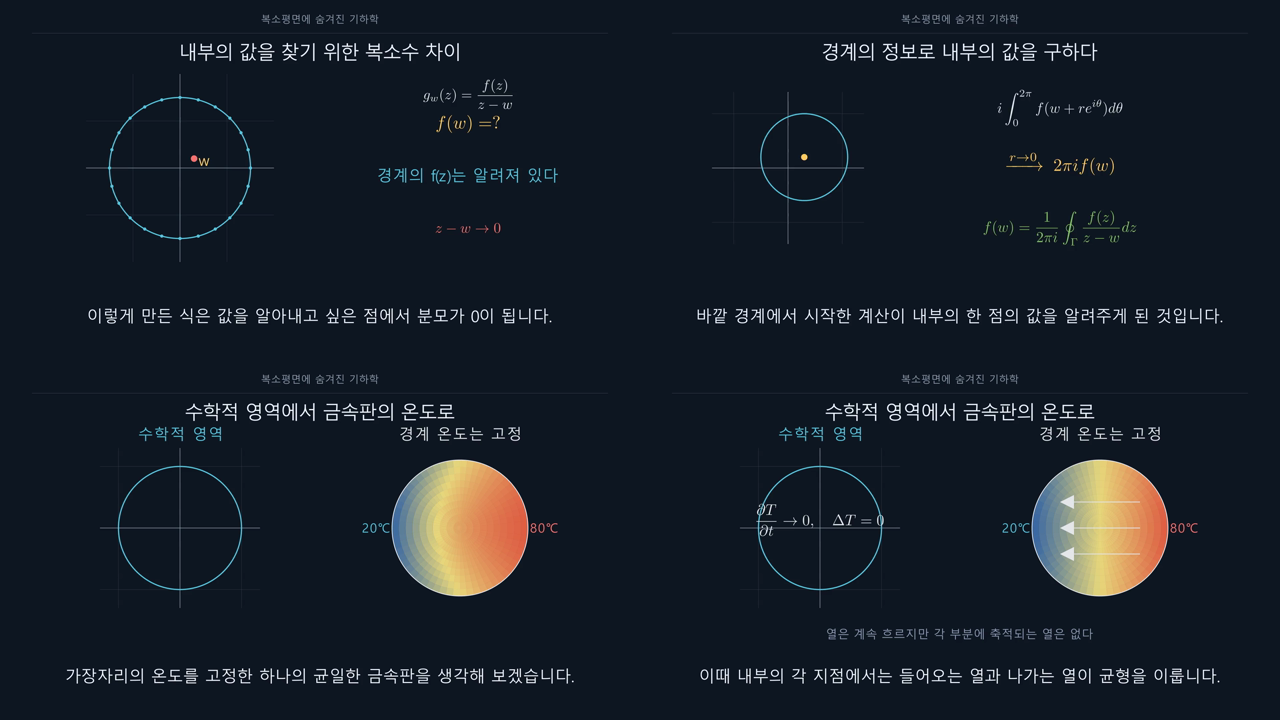 복소평면에 숨겨진 기하학
내부의 값을 찾기 위한 복소수 차이
w
g_w(z) = f(z) / (z − w)
f(w) =?
경계의 f(z)는 알려져 있다
z − w → 0
이렇게 만든 식은 값을 알아내고 싶은 점에서 분모가 0이 됩니다.
복소평면에 숨겨진 기하학
경계의 정보로 내부의 값을 구하다
i ∫_0^{2π} f(w + re^{iθ})dθ
r→0 ⟶ 2πif(w)
f(w) = 1/(2πi) ∮_Γ f(z)/(z − w) dz
바깥 경계에서 시작한 계산이 내부의 한 점의 값을 알려주게 된 것입니다.
복소평면에 숨겨진 기하학
수학적 영역에서 금속판의 온도로
수학적 영역
경계 온도는 고정
20℃
80℃
가장자리의 온도를 고정한 하나의 균일한 금속판을 생각해 보겠습니다.
복소평면에 숨겨진 기하학
수학적 영역에서 금속판의 온도로
수학적 영역
경계 온도는 고정
∂T/∂t → 0, ΔT = 0
20℃
80℃
열은 계속 흐르지만 각 부분에 축적되는 열은 없다
이때 내부의 각 지점에서는 들어오는 열과 나가는 열이 균형을 이룹니다.